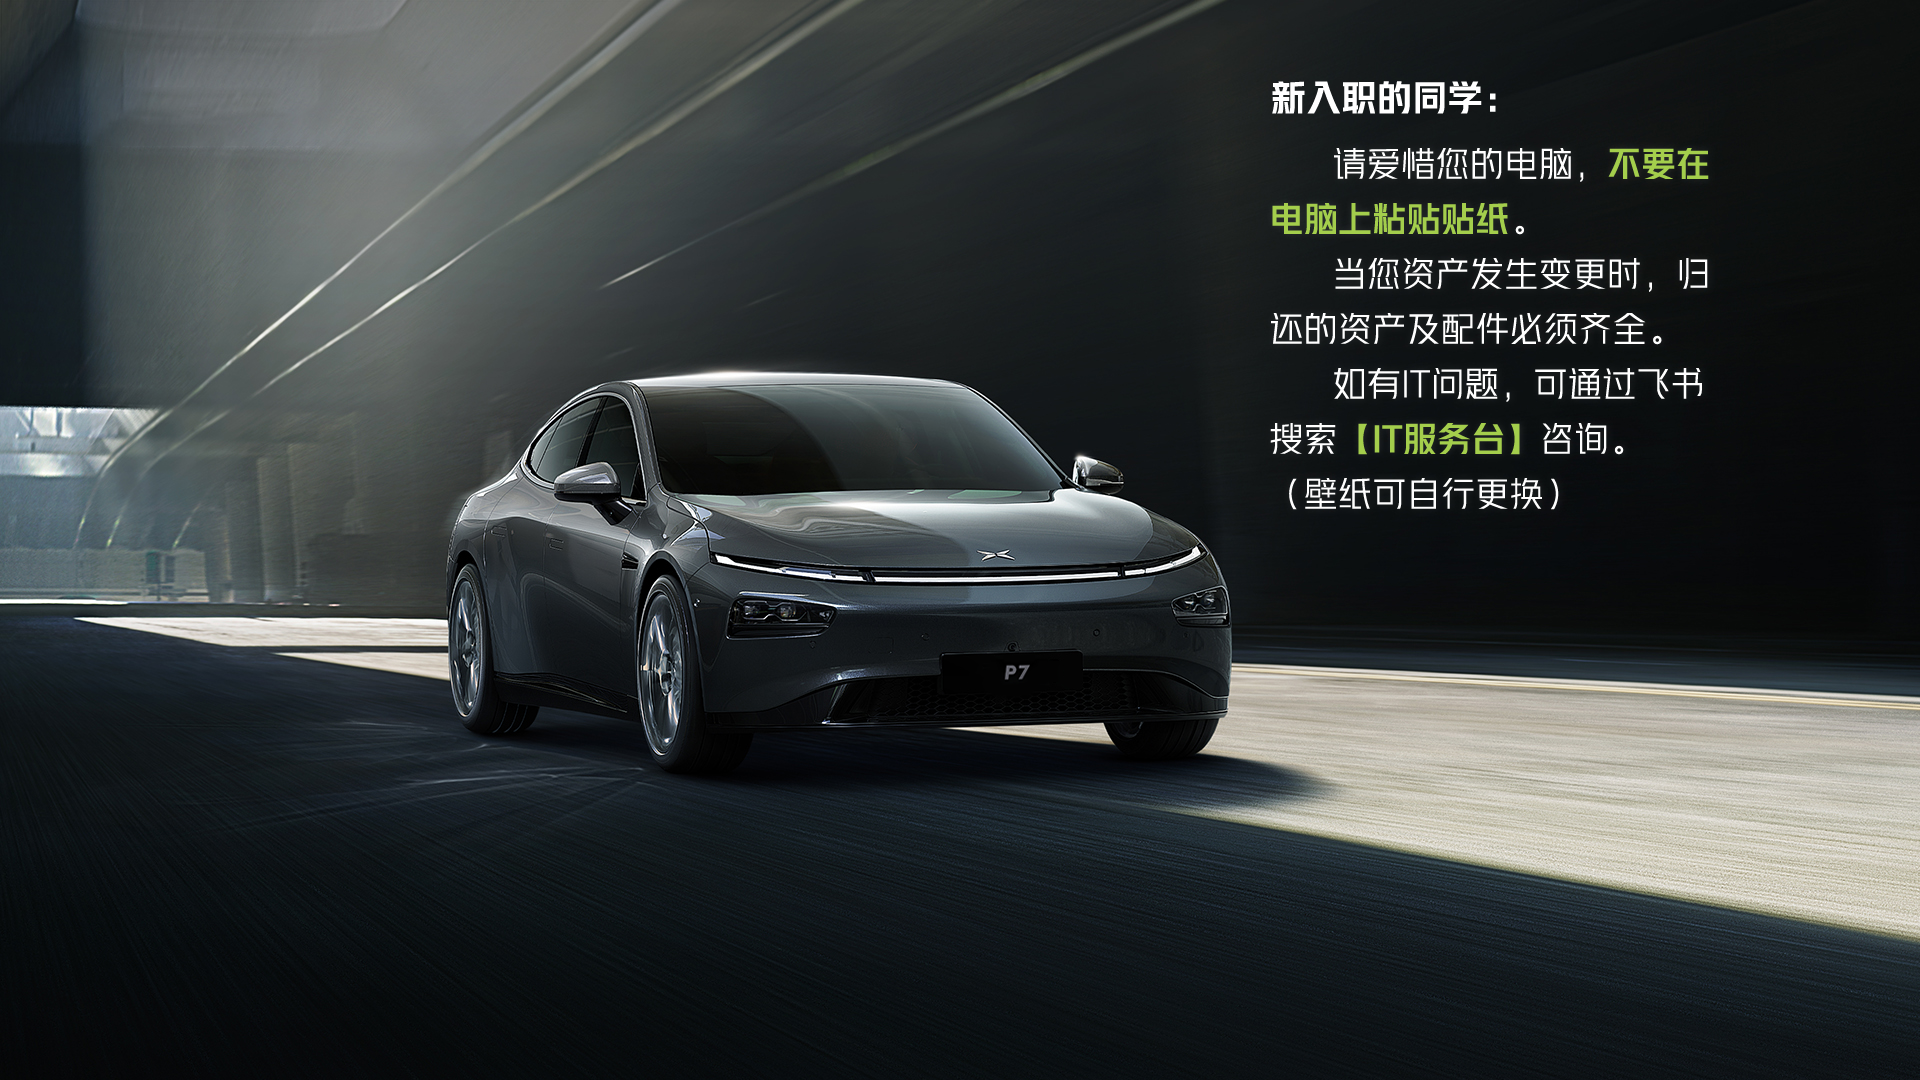 新入职的同学：
请爱惜您的电脑，不要在
电脑上粘贴贴纸。
当您资产发生变更时，归
还的资产及配件必须齐全。
如有IT问题，可通过飞书
搜索【IT服务台】咨询。
（壁纸可自行更换）
P7